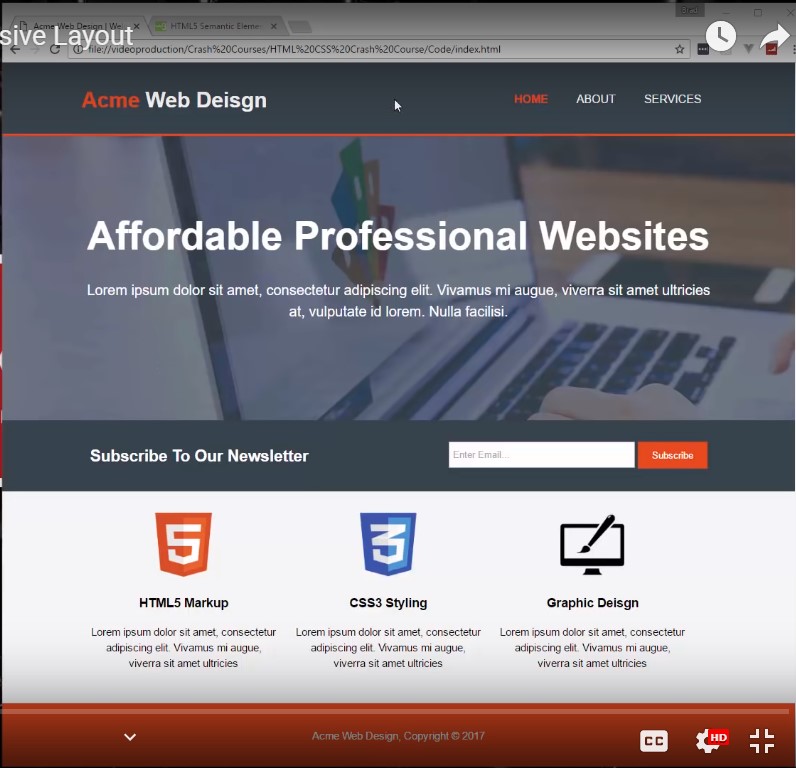 sive Layout
Acme Web Design | We
HTML5 Semantic Elemen
file://videoproduction/Crash%20Courses/HTML%20CSS%20Crash%20Course/Code/index.html
Acme Web Deisgn
HOME
ABOUT
SERVICES
Affordable Professional Websites
Lorem ipsum dolor sit amet, consectetur adipiscing elit. Vivamus mi augue, viverra sit amet ultricies
at, vulputate id lorem. Nulla facilisi.
Subscribe To Our Newsletter
Enter Email...
Subscribe
5
3
HTML5 Markup
CSS3 Styling
Graphic Deisgn
Lorem ipsum dolor sit amet, consectetur
adipiscing elit. Vivamus mi augue,
viverra sit amet ultricies
Lorem ipsum dolor sit amet, consectetur
adipiscing elit. Vivamus mi augue,
viverra sit amet ultricies
Lorem ipsum dolor sit amet, consectetur
adipiscing elit. Vivamus mi augue,
viverra sit amet ultricies
Acme Web Design, Copyright © 2017
CC
HD